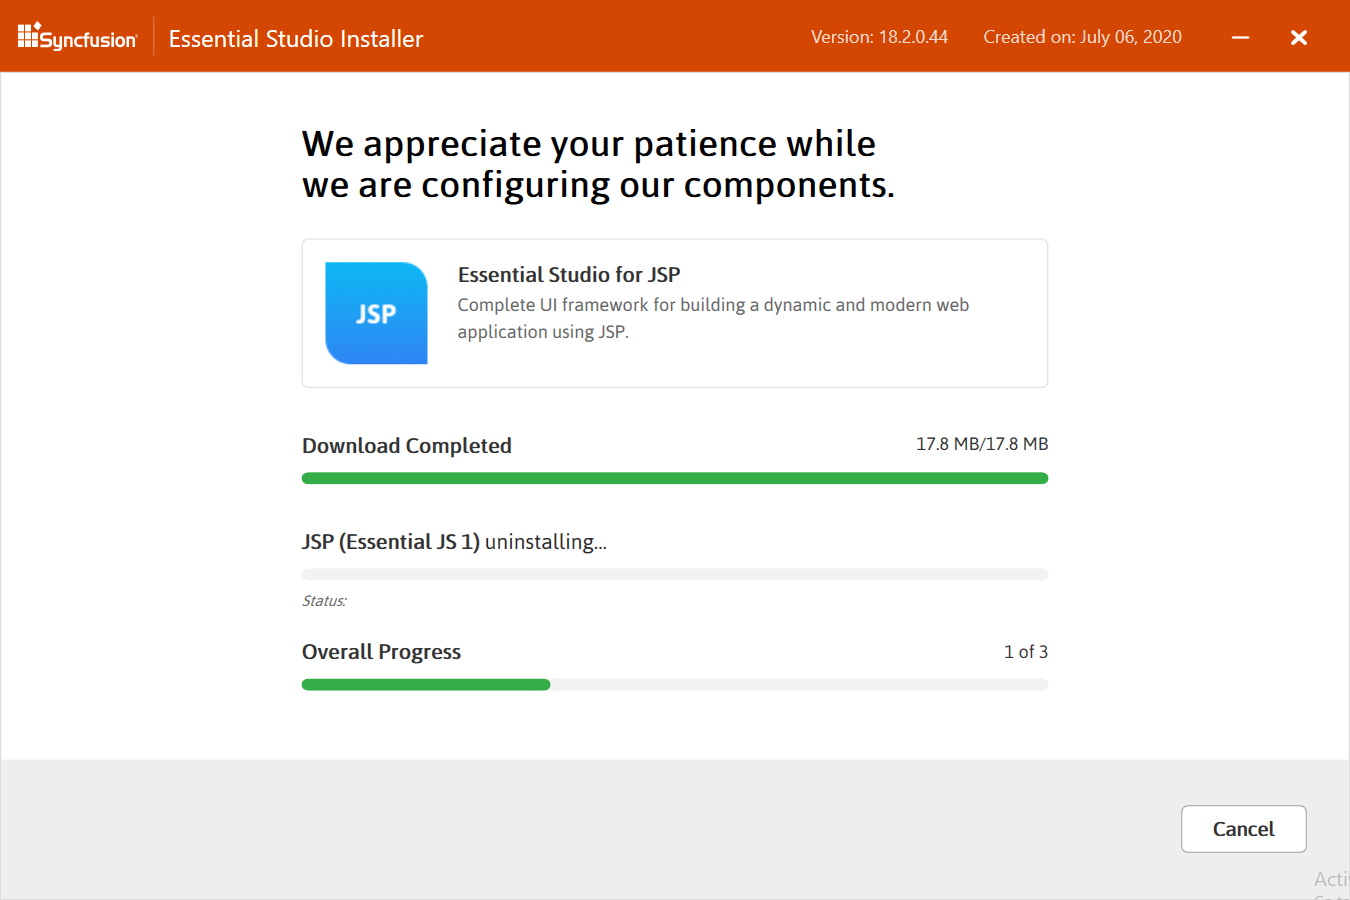 Syncfusion
Essential Studio Installer
Version: 18.2.0.44
Created on: July 06, 2020
We appreciate your patience while
we are configuring our components.
JSP
Essential Studio for JSP
Complete UI framework for building a dynamic and modern web
application using JSP.
Download Completed
17.8 MB/17.8 MB
JSP (Essential JS 1) uninstalling...
Status:
Overall Progress
1 of 3
Cancel
Acti